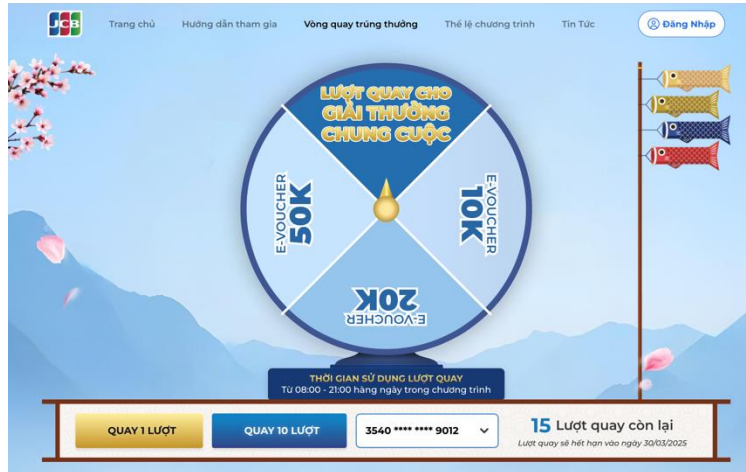 JCB
Trang chủ
Hướng dẫn tham gia
Vòng quay trúng thưởng
Thể lệ chương trình
Tin Tức
Đăng Nhập
LƯỢT QUAY CHO
GIẢI THƯỞNG
CHUNG CUỘC
E-VOUCHER
50K
E-VOUCHER
10K
20K
E-VOUCHER
THỜI GIAN SỬ DỤNG LƯỢT QUAY
Từ 08:00 - 21:00 hàng ngày trong chương trình
QUAY 1 LƯỢT
QUAY 10 LƯỢT
3540 **** **** 9012
15 Lượt quay còn lại
Lượt quay sẽ hết hạn vào ngày 30/03/2025